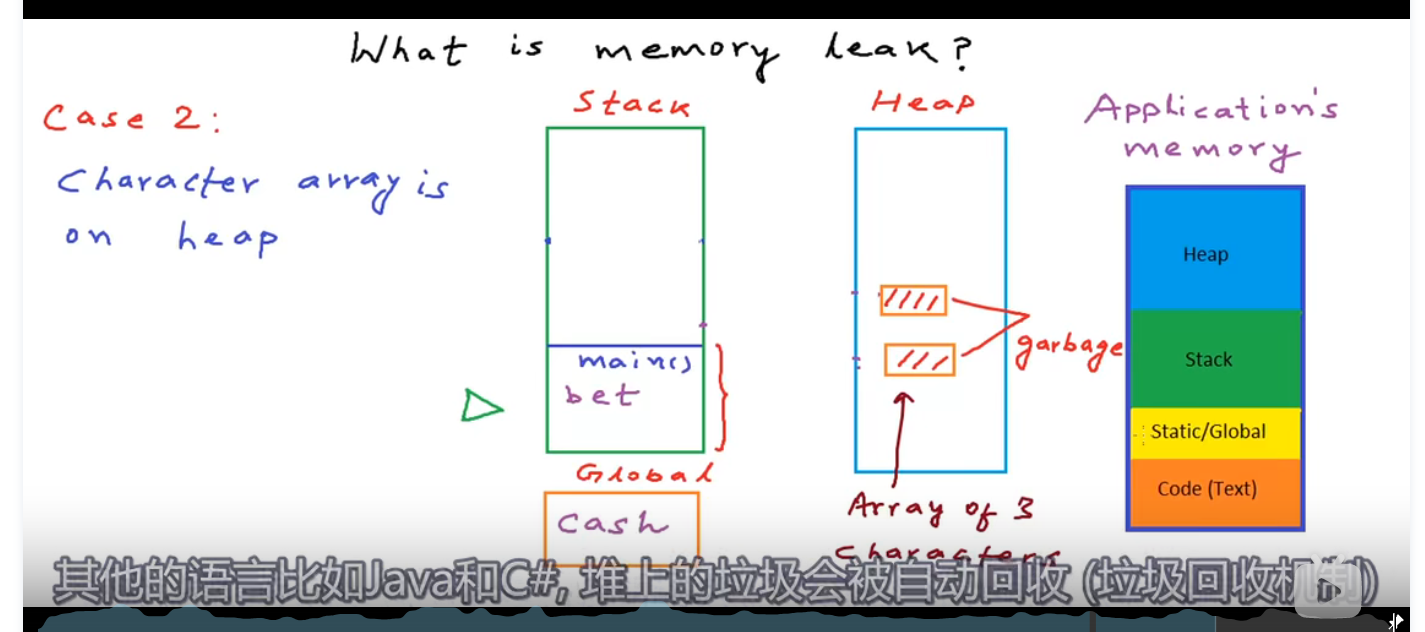 What is memory leak?
Case 2:
Character array is
on heap
Stack
main()
bet
Global
Cash
Heap
garbage
Array of 3
characters
Application's
memory
Heap
Stack
Static/Global
Code (Text)
其他的语言比如Java和C#, 堆上的垃圾会被自动回收 (垃圾回收机制)